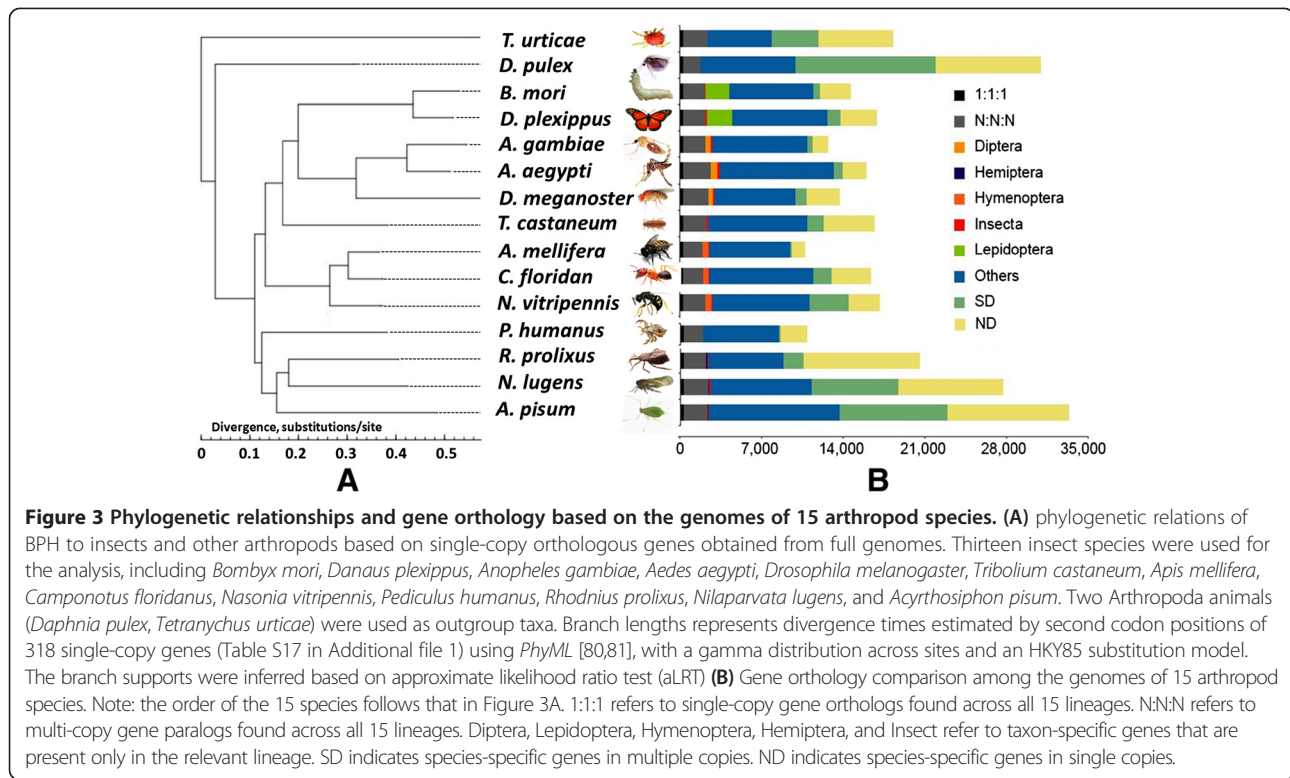 T. urticae
D. pulex
B. mori
D. plexippus
A. gambiae
A. aegypti
D. meganoster
T. castaneum
A. mellifera
C. floridan
N. vitripennis
P. humanus
R. prolixus
N. lugens
A. pisum
Divergence, substitutions/site
0 0.1 0.2 0.3 0.4 0.5
A
1:1:1
N:N:N
Diptera
Hemiptera
Hymenoptera
Insecta
Lepidoptera
Others
SD
ND
0 7,000 14,000 21,000 28,000 35,000
B
Figure 3 Phylogenetic relationships and gene orthology based on the genomes of 15 arthropod species. (A) phylogenetic relations of
BPH to insects and other arthropods based on single-copy orthologous genes obtained from full genomes. Thirteen insect species were used for
the analysis, including Bombyx mori, Danaus plexippus, Anopheles gambiae, Aedes aegypti, Drosophila melanogaster, Tribolium castaneum, Apis mellifera,
Camponotus floridanus, Nasonia vitripennis, Pediculus humanus, Rhodnius prolixus, Nilaparvata lugens, and Acyrthosiphon pisum. Two Arthropoda animals
(Daphnia pulex, Tetranychus urticae) were used as outgroup taxa. Branch lengths represents divergence times estimated by second codon positions of
318 single-copy genes (Table S17 in Additional file 1) using PhyML [80,81], with a gamma distribution across sites and an HKY85 substitution model.
The branch supports were inferred based on approximate likelihood ratio test (aLRT) (B) Gene orthology comparison among the genomes of 15 arthropod
species. Note: the order of the 15 species follows that in Figure 3A. 1:1:1 refers to single-copy gene orthologs found across all 15 lineages. N:N:N refers to
multi-copy gene paralogs found across all 15 lineages. Diptera, Lepidoptera, Hymenoptera, Hemiptera, and Insect refer to taxon-specific genes that are
present only in the relevant lineage. SD indicates species-specific genes in multiple copies. ND indicates species-specific genes in single copies.